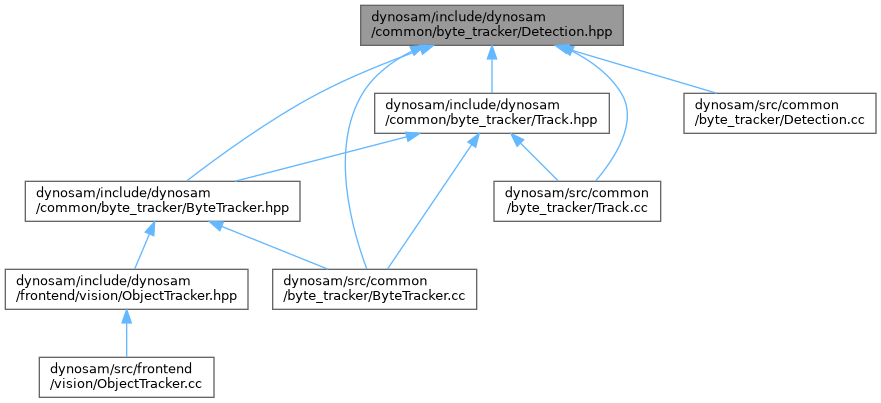 dynosam/include/dynosam
/common/byte_tracker/Detection.hpp
dynosam/include/dynosam
/common/byte_tracker/Track.hpp
dynosam/src/common
/byte_tracker/Detection.cc
dynosam/include/dynosam
/common/byte_tracker/ByteTracker.hpp
dynosam/src/common
/byte_tracker/Track.cc
dynosam/include/dynosam
/frontend/vision/ObjectTracker.hpp
dynosam/src/common
/byte_tracker/ByteTracker.cc
dynosam/src/frontend
/vision/ObjectTracker.cc